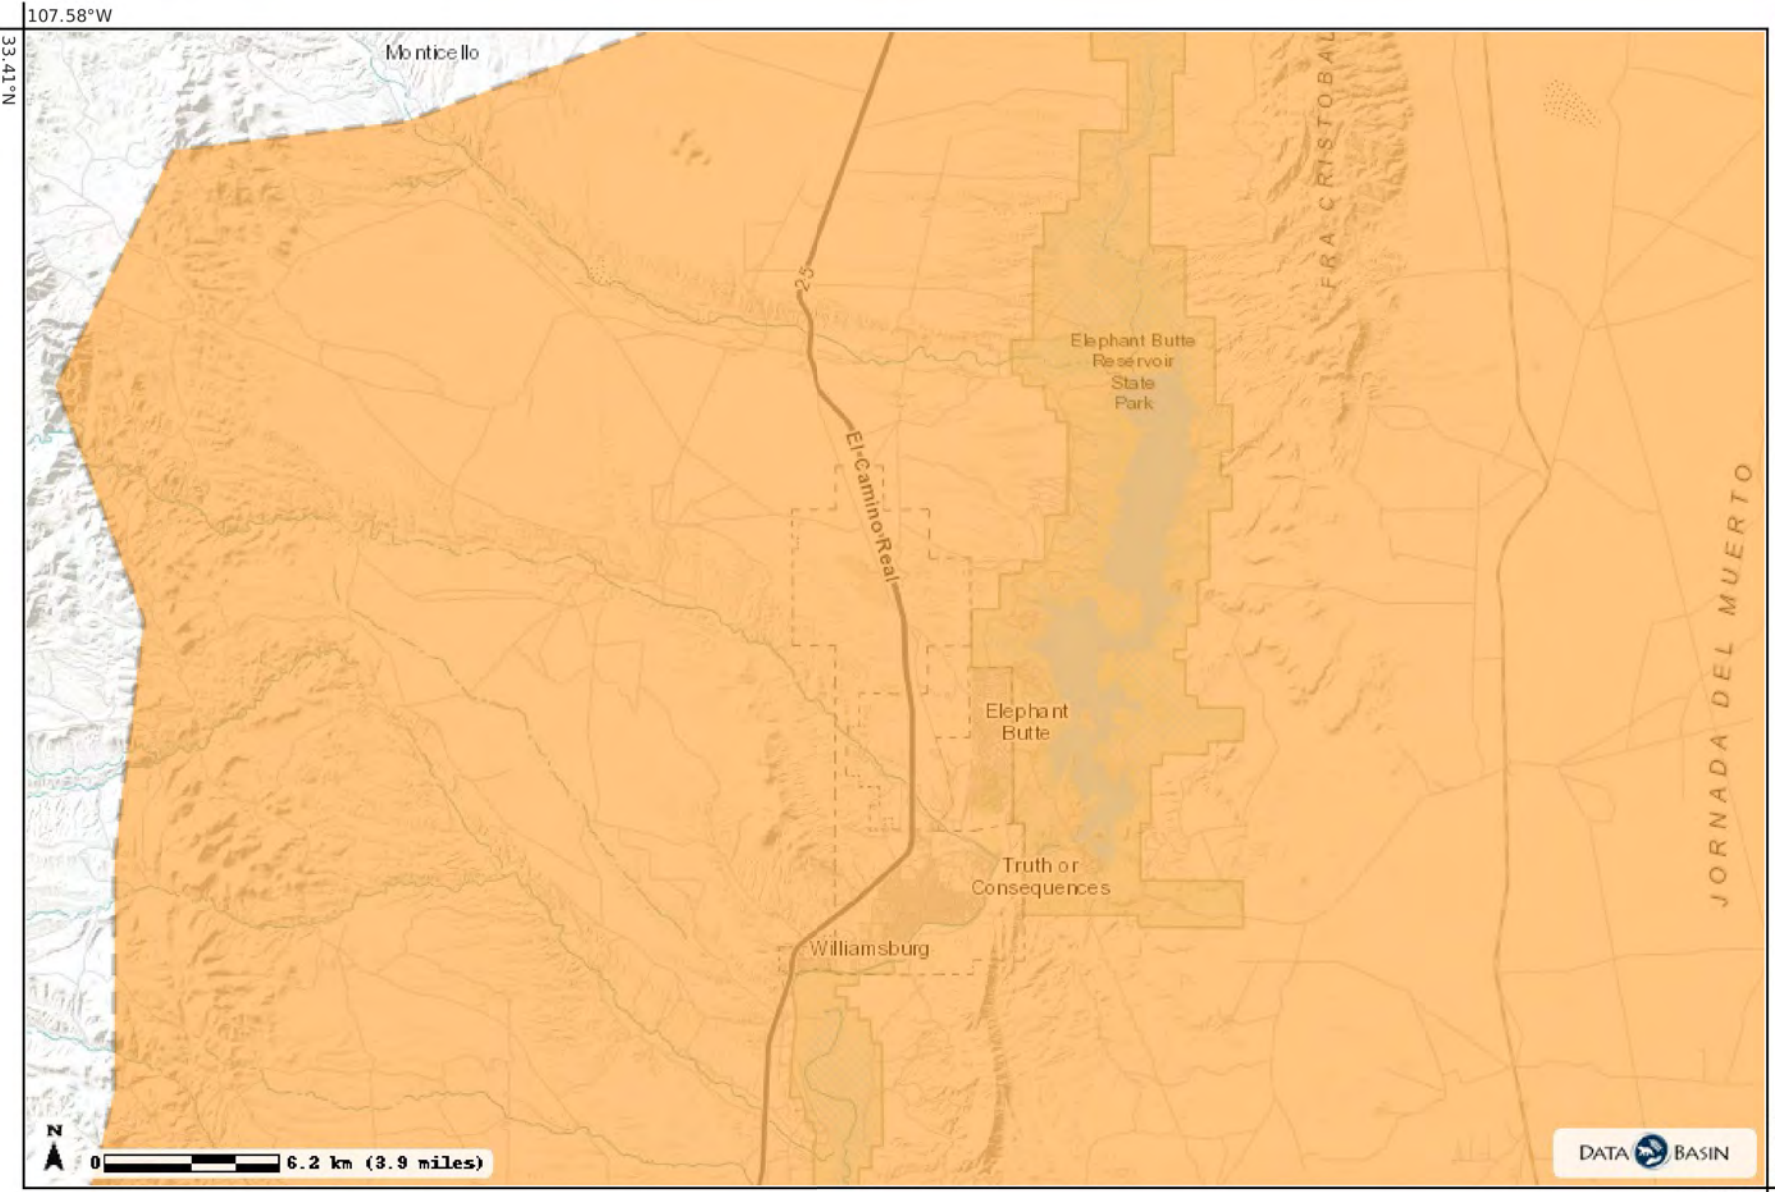 107.58°W
33.41°N
Monticello
FRA CRISTOBAL
25
Elephant Butte
Reservoir
State
Park
El Camino Real
JORNADA DEL MUERTO
Elephant
Butte
Truth or
Consequences
Williamsburg
N
0 6.2 km (3.9 miles)
DATA BASIN